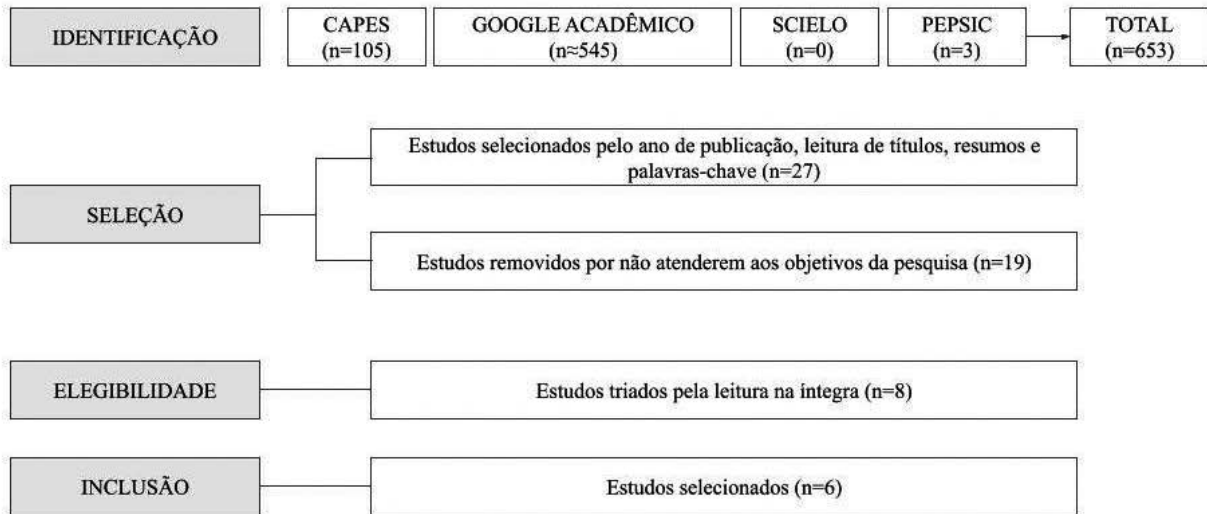 IDENTIFICAÇÃO
CAPES
(n=105)
GOOGLE ACADÊMICO
(n≈545)
SCIELO
(n=0)
PEPSIC
(n=3)
TOTAL
(n=653)
SELEÇÃO
Estudos selecionados pelo ano de publicação, leitura de títulos, resumos e
palavras-chave (n=27)
Estudos removidos por não atenderem aos objetivos da pesquisa (n=19)
ELEGIBILIDADE
Estudos triados pela leitura na íntegra (n=8)
INCLUSÃO
Estudos selecionados (n=6)